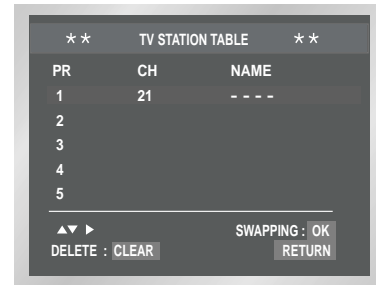 ** TV STATION TABLE **
PR CH NAME
1 21 - - - -
2
3
4
5
▲▼ ▶ SWAPPING : OK
DELETE : CLEAR RETURN